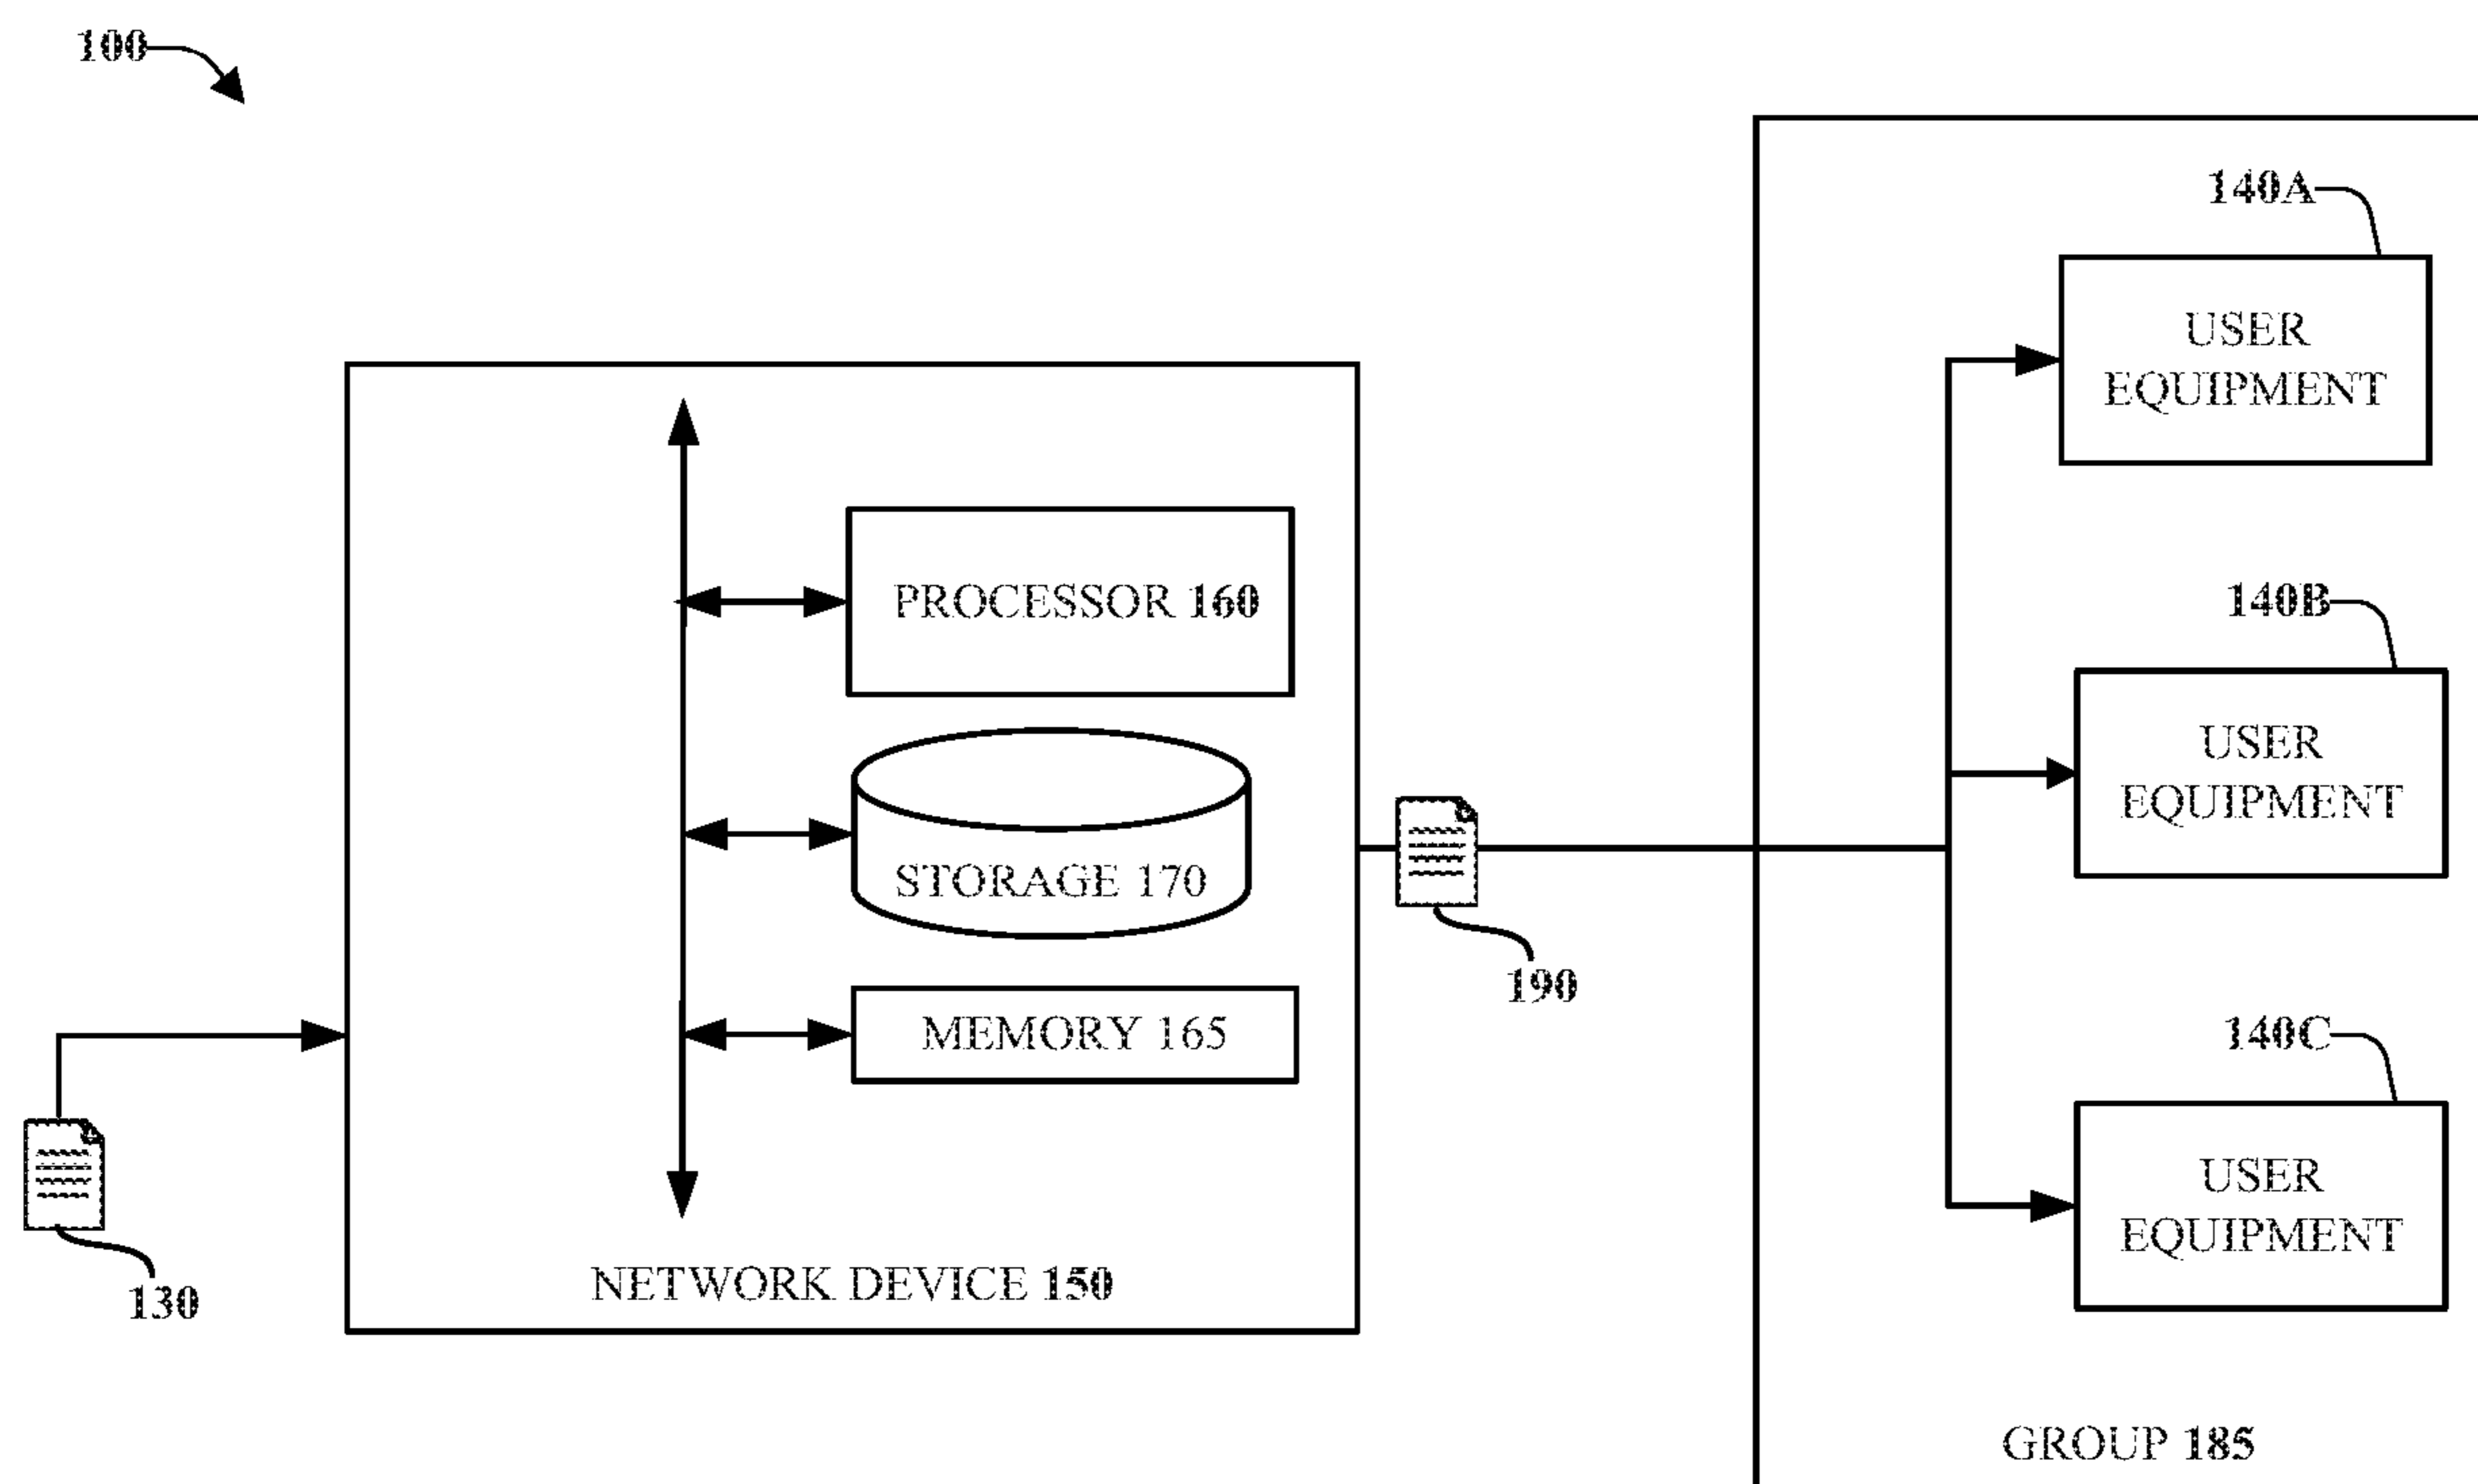 100
140A
USER
EQUIPMENT
PROCESSOR 160
140B
USER
EQUIPMENT
STORAGE 170
190
MEMORY 165
140C
USER
EQUIPMENT
130
NETWORK DEVICE 150
GROUP 185